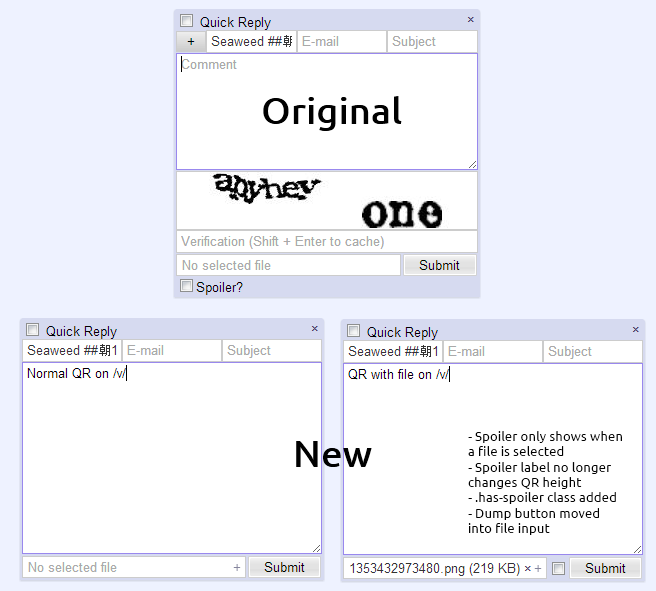 Quick Reply ×
+ Seaweed ##朝 E-mail Subject
Comment
Original
anyhey one
Verification (Shift + Enter to cache)
No selected file Submit
Spoiler?
Quick Reply ×
Seaweed ##朝1 E-mail Subject
Normal QR on /v/
No selected file + Submit
New
Quick Reply ×
Seaweed ##朝1 E-mail Subject
QR with file on /v/
- Spoiler only shows when
a file is selected
- Spoiler label no longer
changes QR height
- .has-spoiler class added
- Dump button moved
into file input
1353432973480.png (219 KB) × + Submit